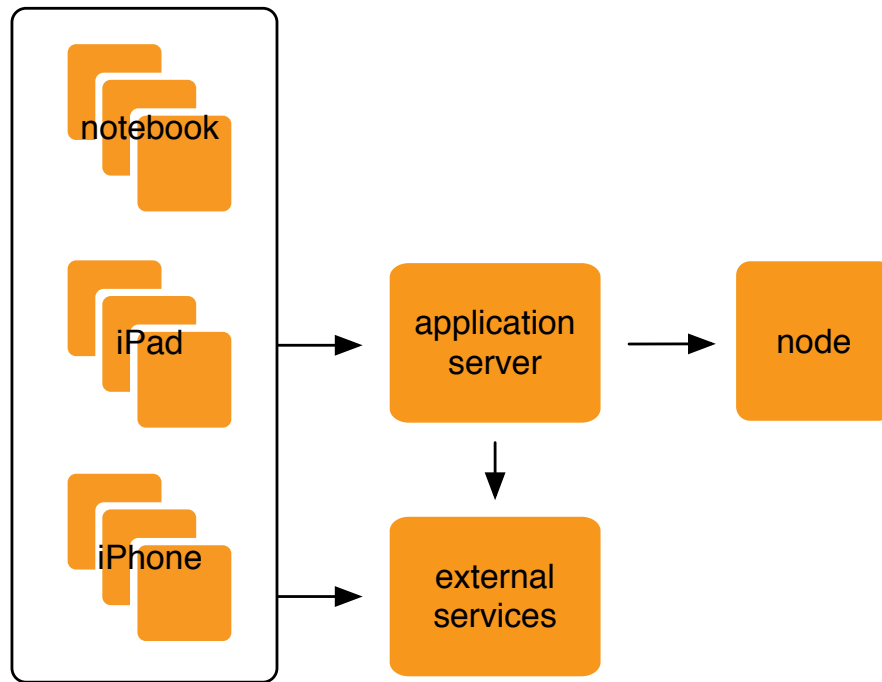 notebook
iPad
iPhone
application
server
node
external
services